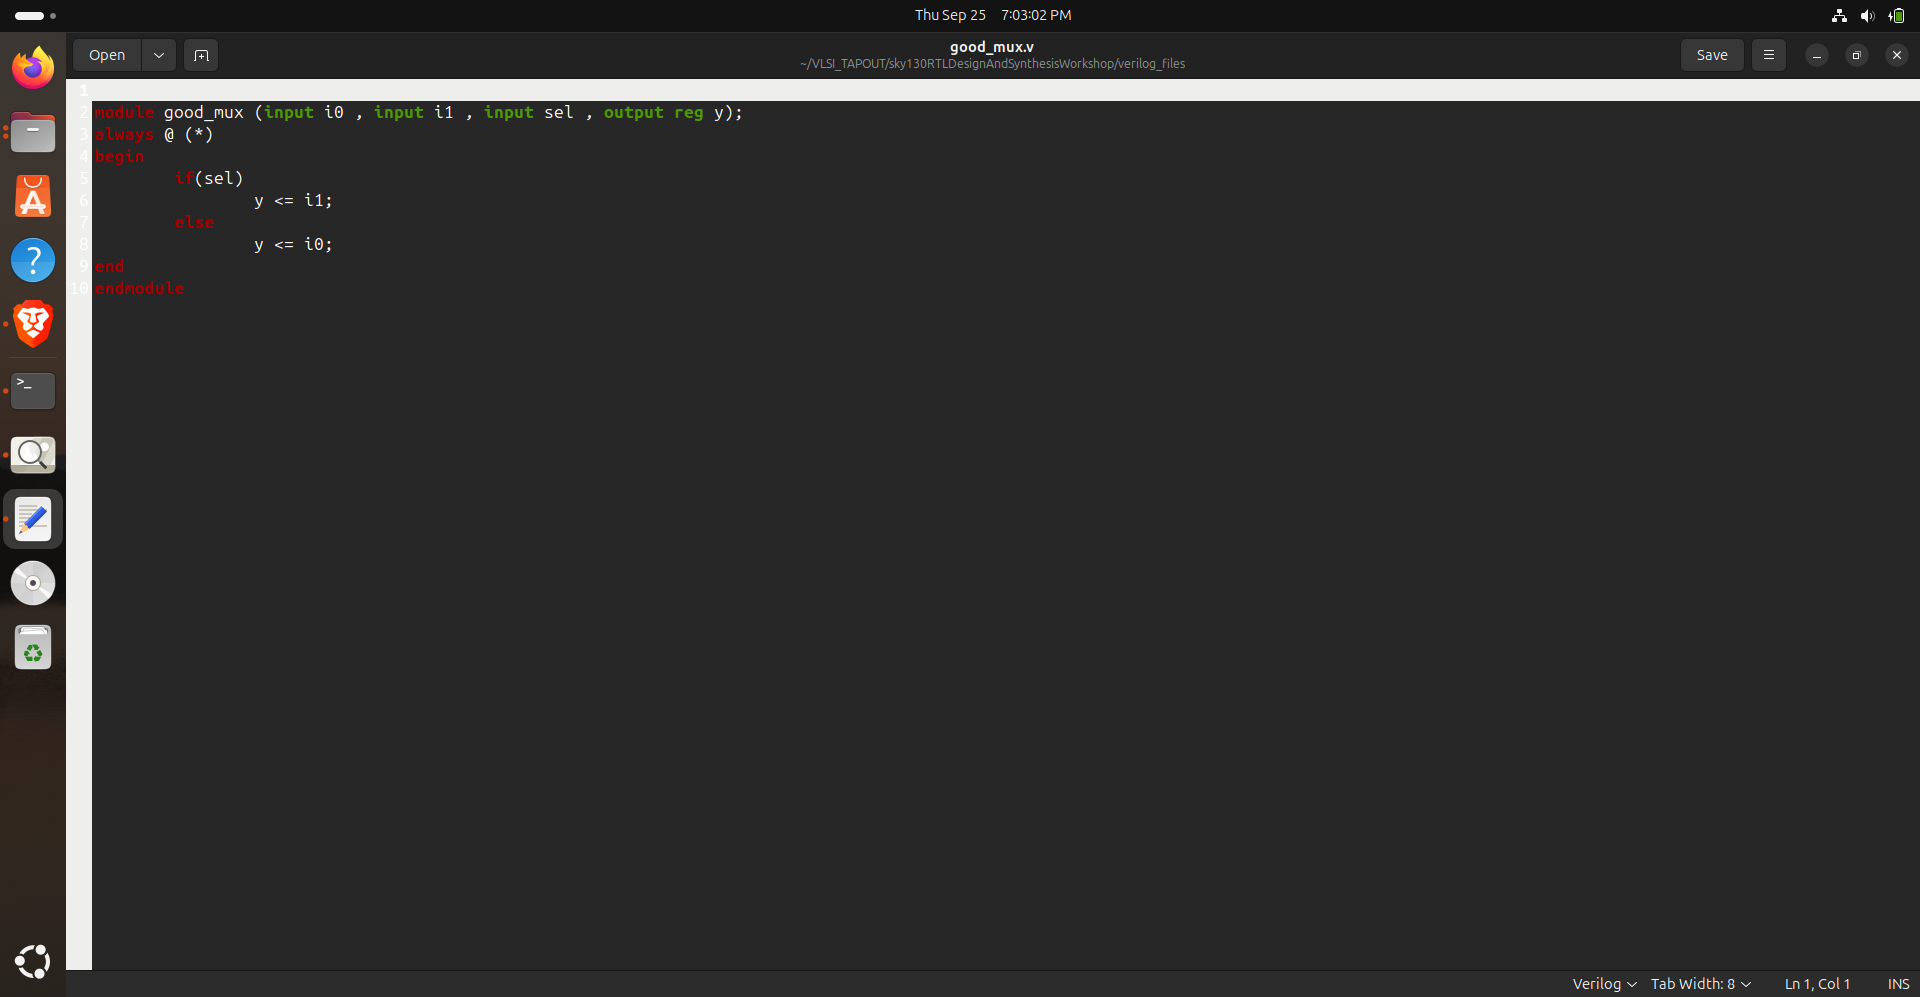 Thu Sep 25 7:03:02 PM
Open
good_mux.v
~/VLSI_TAPOUT/sky130RTLDesignAndSynthesisWorkshop/verilog_files
Save
1
2 module good_mux (input i0 , input i1 , input sel , output reg y);
3 always @ (*)
4 begin
5 if(sel)
6 y <= i1;
7 else
8 y <= i0;
9 end
10 endmodule
Verilog Tab Width: 8 Ln 1, Col 1 INS